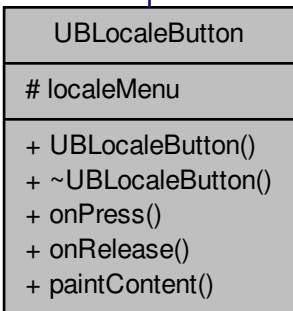 UBLocaleButton
# localeMenu
+ UBLocaleButton()
+ ~UBLocaleButton()
+ onPress()
+ onRelease()
+ paintContent()